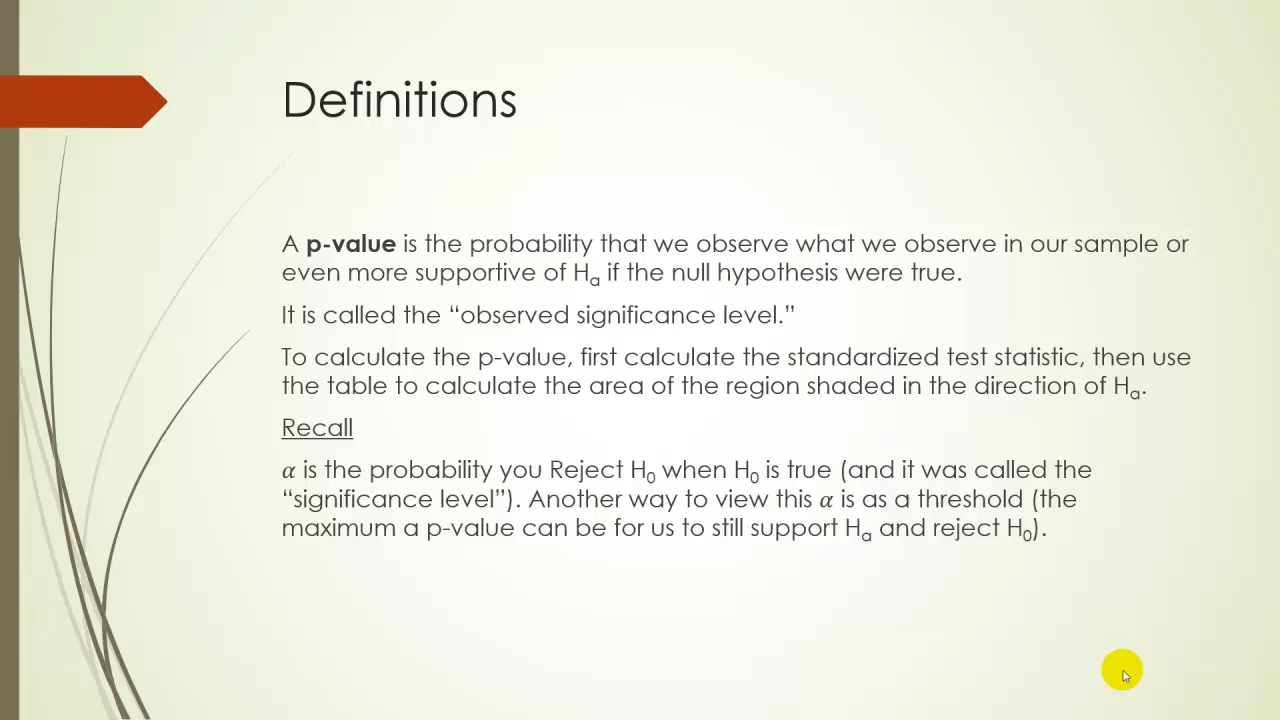 Definitions
A p-value is the probability that we observe what we observe in our sample or
even more supportive of Hₐ if the null hypothesis were true.
It is called the “observed significance level.”
To calculate the p-value, first calculate the standardized test statistic, then use
the table to calculate the area of the region shaded in the direction of Hₐ.
Recall
𝛼 is the probability you Reject H₀ when H₀ is true (and it was called the
“significance level”). Another way to view this 𝛼 is as a threshold (the
maximum a p-value can be for us to still support Hₐ and reject H₀).